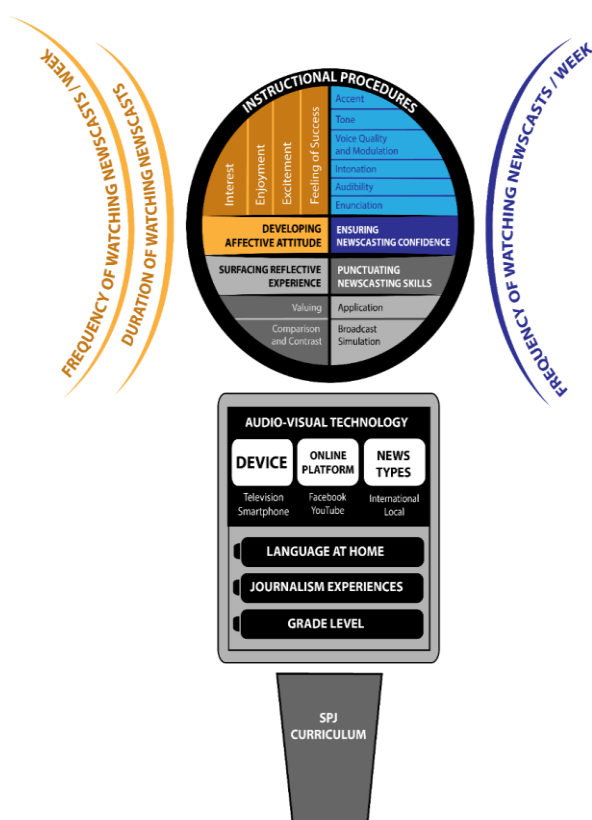 FREQUENCY OF WATCHING NEWSCASTS / WEEK
DURATION OF WATCHING NEWSCASTS
INSTRUCTIONAL PROCEDURES
Interest
Enjoyment
Excitement
Feeling of Success
Accent
Tone
Voice Quality
and Modulation
Intonation
Audibility
Enunciation
DEVELOPING
AFFECTIVE ATTITUDE
ENSURING
NEWSCASTING CONFIDENCE
SURFACING REFLECTIVE
EXPERIENCE
PUNCTUATING
NEWSCASTING SKILLS
Valuing
Comparison
and Contrast
Application
Broadcast
Simulation
FREQUENCY OF WATCHING NEWSCASTS / WEEK
AUDIO-VISUAL TECHNOLOGY
DEVICE
ONLINE
PLATFORM
NEWS
TYPES
Television
Smartphone
Facebook
YouTube
International
Local
LANGUAGE AT HOME
JOURNALISM EXPERIENCES
GRADE LEVEL
SPJ
CURRICULUM